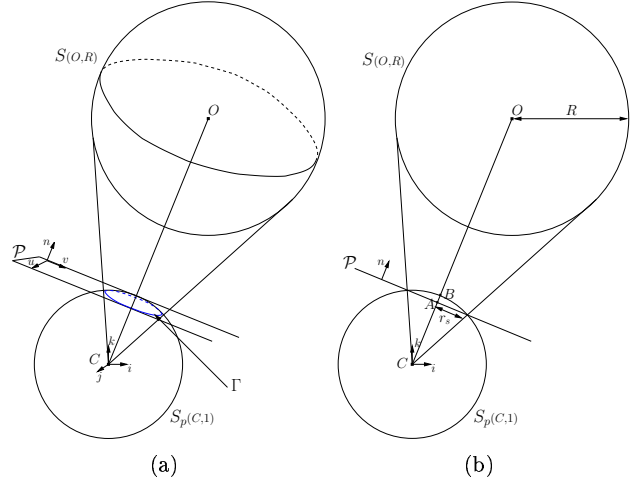 S(O,R)
O
P
n
u
v
C
k
i
j
Γ
Sp(C,1)
(a)
S(O,R)
O
R
P
n
B
A
rs
C
k
i
Sp(C,1)
(b)